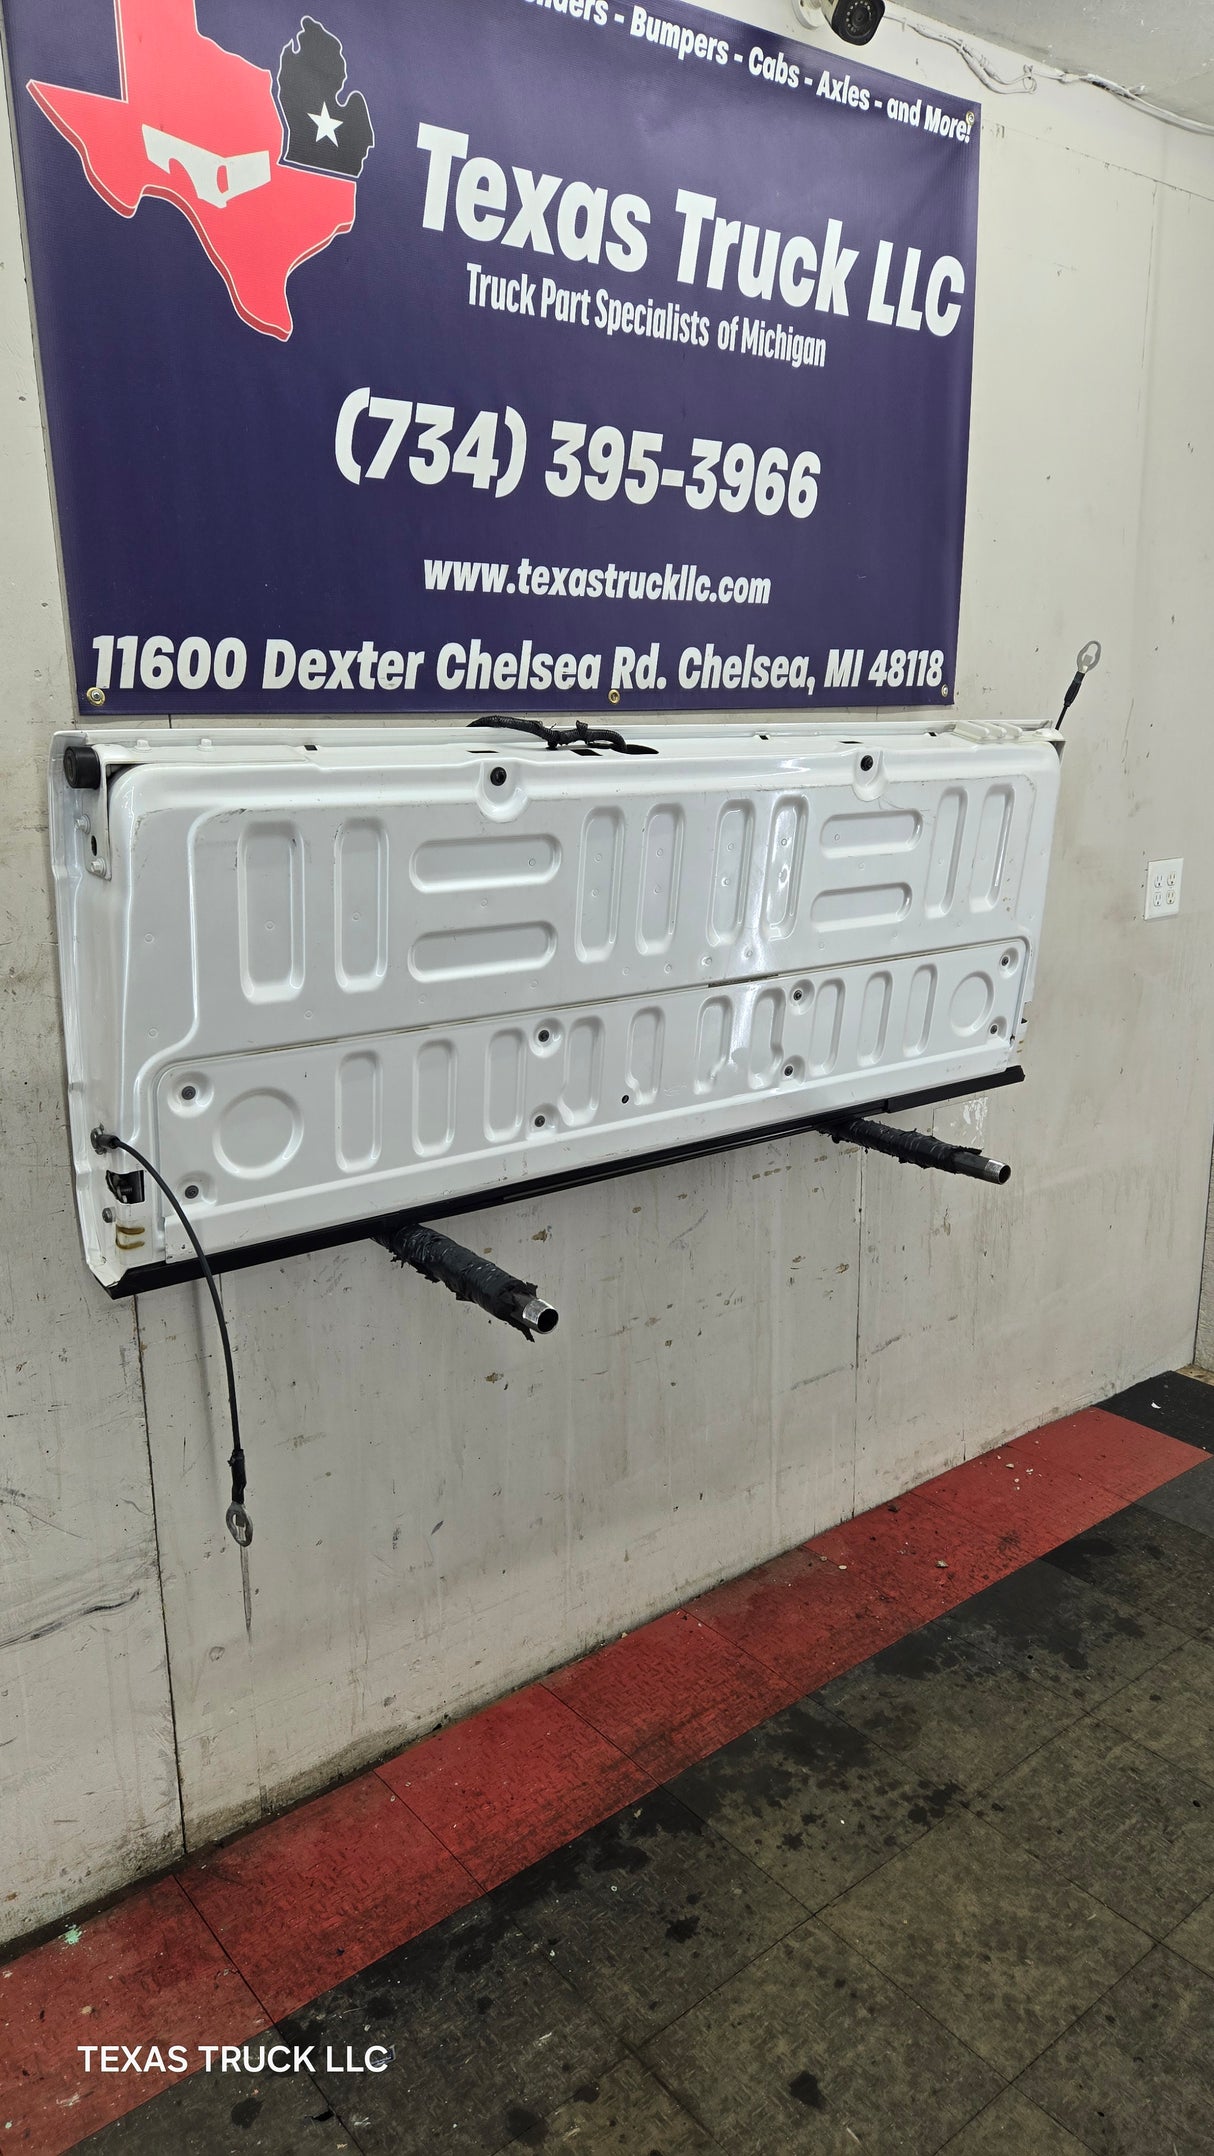 - Bumpers - Cabs - Axles - and More!
Texas Truck LLC
Truck Part Specialists of Michigan
(734) 395-3966
www.texastruckllc.com
11600 Dexter Chelsea Rd. Chelsea, MI 48118
TEXAS TRUCK LLC